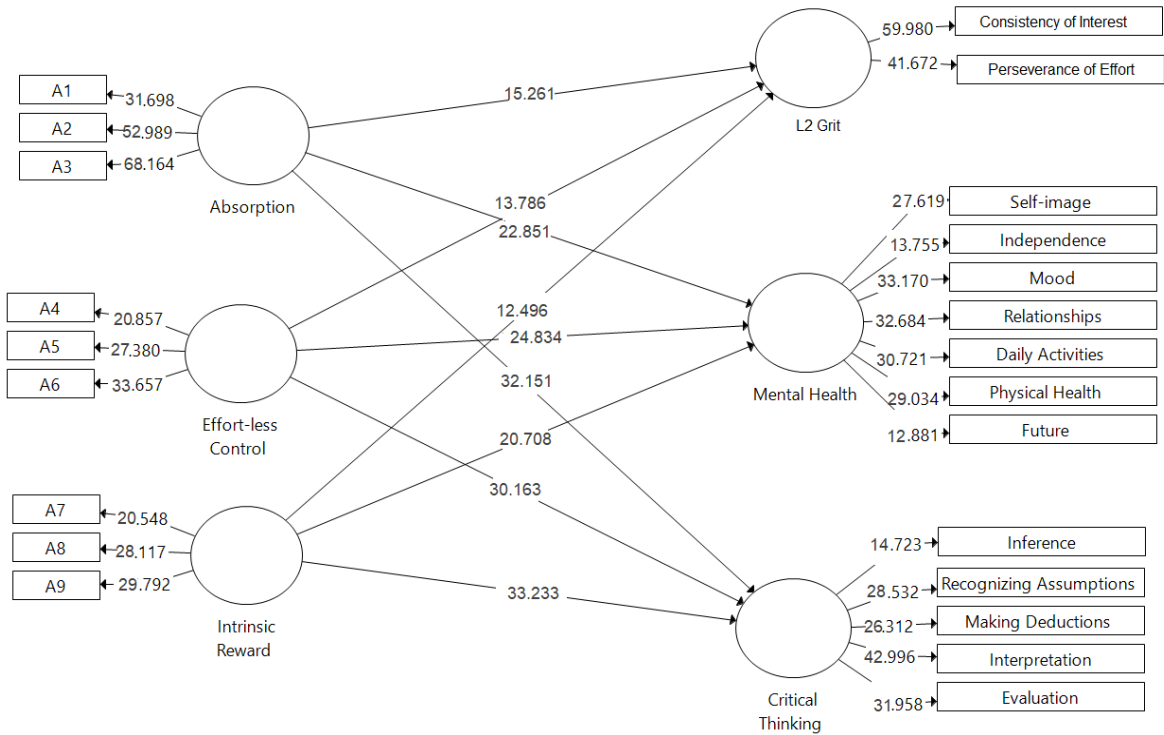 59.980
Consistency of Interest
41.672
Perseverance of Effort
L2 Grit
A1
31.698
A2
52.989
A3
68.164
Absorption
15.261
13.786
22.851
27.619
Self-image
13.755
Independence
33.170
Mood
32.684
Relationships
30.721
Daily Activities
29.034
Physical Health
12.881
Future
Mental Health
A4
20.857
A5
27.380
A6
33.657
Effort-less
Control
12.496
24.834
32.151
20.708
30.163
A7
20.548
A8
28.117
A9
29.792
Intrinsic
Reward
33.233
14.723
Inference
28.532
Recognizing Assumptions
26.312
Making Deductions
42.996
Interpretation
31.958
Evaluation
Critical
Thinking